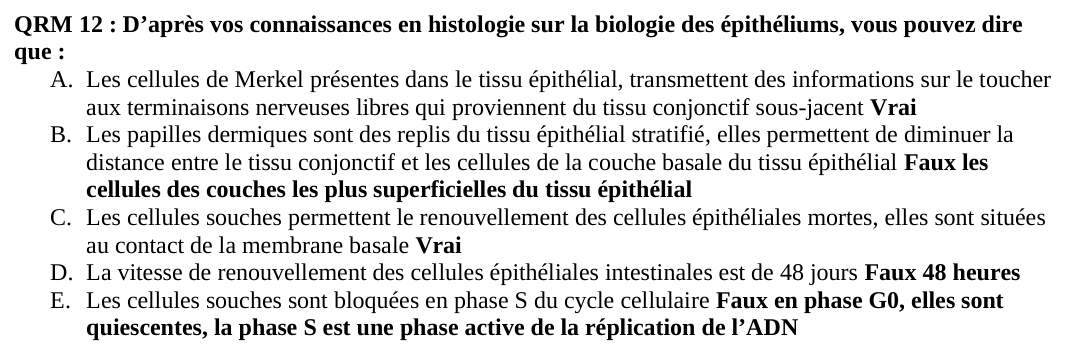 QRM 12 : D’après vos connaissances en histologie sur la biologie des épithéliums, vous pouvez dire
que :
A. Les cellules de Merkel présentes dans le tissu épithélial, transmettent des informations sur le toucher
aux terminaisons nerveuses libres qui proviennent du tissu conjonctif sous-jacent Vrai
B. Les papilles dermiques sont des replis du tissu épithélial stratifié, elles permettent de diminuer la
distance entre le tissu conjonctif et les cellules de la couche basale du tissu épithélial Faux les
cellules des couches les plus superficielles du tissu épithélial
C. Les cellules souches permettent le renouvellement des cellules épithéliales mortes, elles sont situées
au contact de la membrane basale Vrai
D. La vitesse de renouvellement des cellules épithéliales intestinales est de 48 jours Faux 48 heures
E. Les cellules souches sont bloquées en phase S du cycle cellulaire Faux en phase G0, elles sont
quiescentes, la phase S est une phase active de la réplication de l’ADN